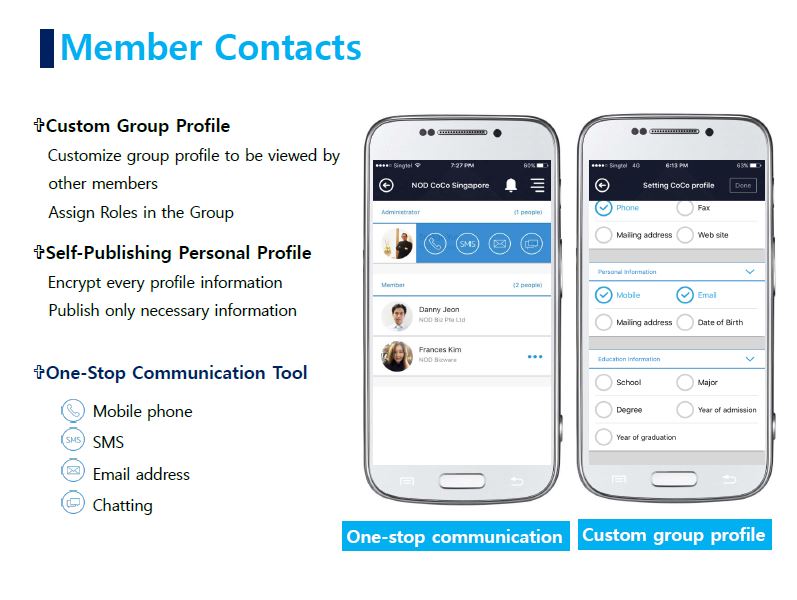 Member Contacts
✞Custom Group Profile
Customize group profile to be viewed by
other members
Assign Roles in the Group
✞Self-Publishing Personal Profile
Encrypt every profile information
Publish only necessary information
✞One-Stop Communication Tool
Mobile phone
SMS SMS
Email address
Chatting
Singtel 7:27 PM 60%
NOD CoCo Singapore
Administrator (1 people)
SMS
Member (2 people)
Danny Jeon
NOD Biz Pte Ltd
Frances Kim
NOD Bizware
One-stop communication
Singtel 4G 6:13 PM 63%
Setting CoCo profile Done
Phone Fax
Mailing address Web site
Personal Information
Mobile Email
Mailing address Date of Birth
Education Information
School Major
Degree Year of admission
Year of graduation
Custom group profile